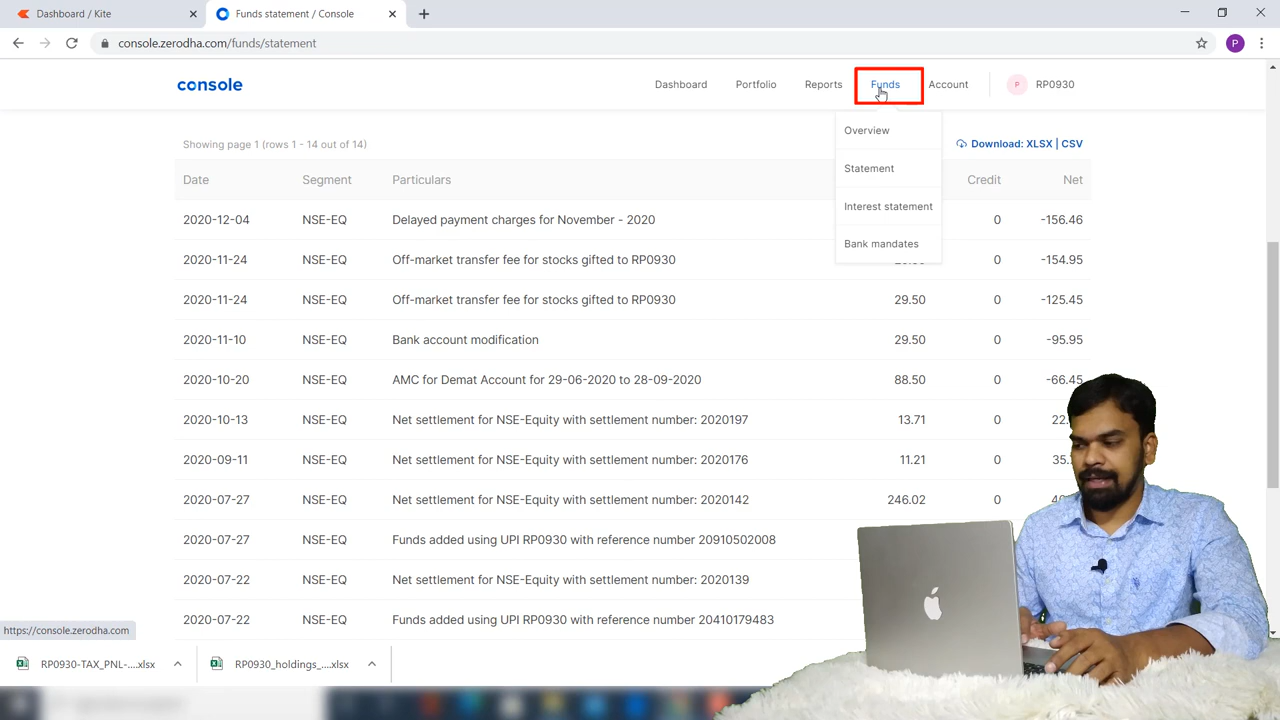 Dashboard / Kite
Funds statement / Console
console.zerodha.com/funds/statement
P
console
Dashboard Portfolio Reports Funds Account P RP0930
Overview
Statement
Interest statement
Bank mandates
Showing page 1 (rows 1 - 14 out of 14)
Download: XLSX | CSV
Date Segment Particulars Credit Net
2020-12-04 NSE-EQ Delayed payment charges for November - 2020 0 -156.46
2020-11-24 NSE-EQ Off-market transfer fee for stocks gifted to RP0930 0 -154.95
2020-11-24 NSE-EQ Off-market transfer fee for stocks gifted to RP0930 29.50 0 -125.45
2020-11-10 NSE-EQ Bank account modification 29.50 0 -95.95
2020-10-20 NSE-EQ AMC for Demat Account for 29-06-2020 to 28-09-2020 88.50 0 -66.45
2020-10-13 NSE-EQ Net settlement for NSE-Equity with settlement number: 2020197 13.71 0
2020-09-11 NSE-EQ Net settlement for NSE-Equity with settlement number: 2020176 11.21 0
2020-07-27 NSE-EQ Net settlement for NSE-Equity with settlement number: 2020142 246.02 0
2020-07-27 NSE-EQ Funds added using UPI RP0930 with reference number 20910502008
2020-07-22 NSE-EQ Net settlement for NSE-Equity with settlement number: 2020139
2020-07-22 NSE-EQ Funds added using UPI RP0930 with reference number 20410179483
https://console.zerodha.com
RP0930-TAX_PNL-....xlsx
RP0930_holdings_....xlsx